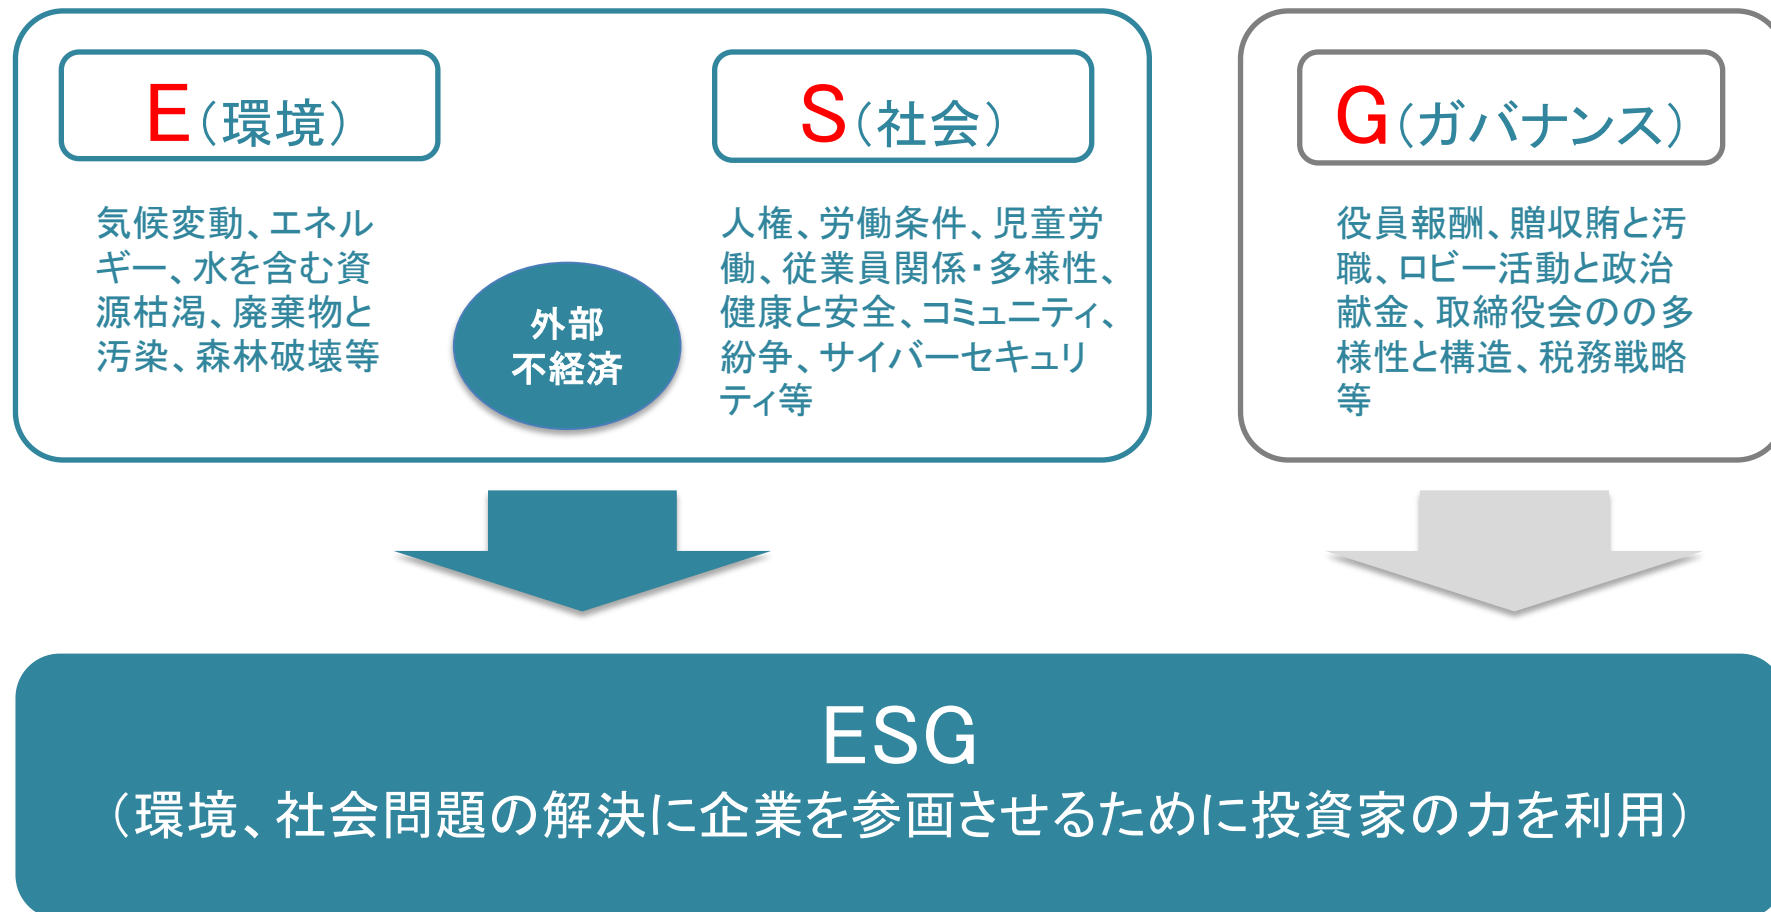 E（環境）
気候変動、エネル
ギー、水を含む資
源枯渇、廃棄物と
汚染、森林破壊等
外部
不経済
S（社会）
人権、労働条件、児童労
働、従業員関係・多様性、
健康と安全、コミュニティ、
紛争、サイバーセキュリ
ティ等
G（ガバナンス）
役員報酬、贈収賄と汚
職、ロビー活動と政治
献金、取締役会のの多
様性と構造、税務戦略
等
ESG
（環境、社会問題の解決に企業を参画させるために投資家の力を利用）